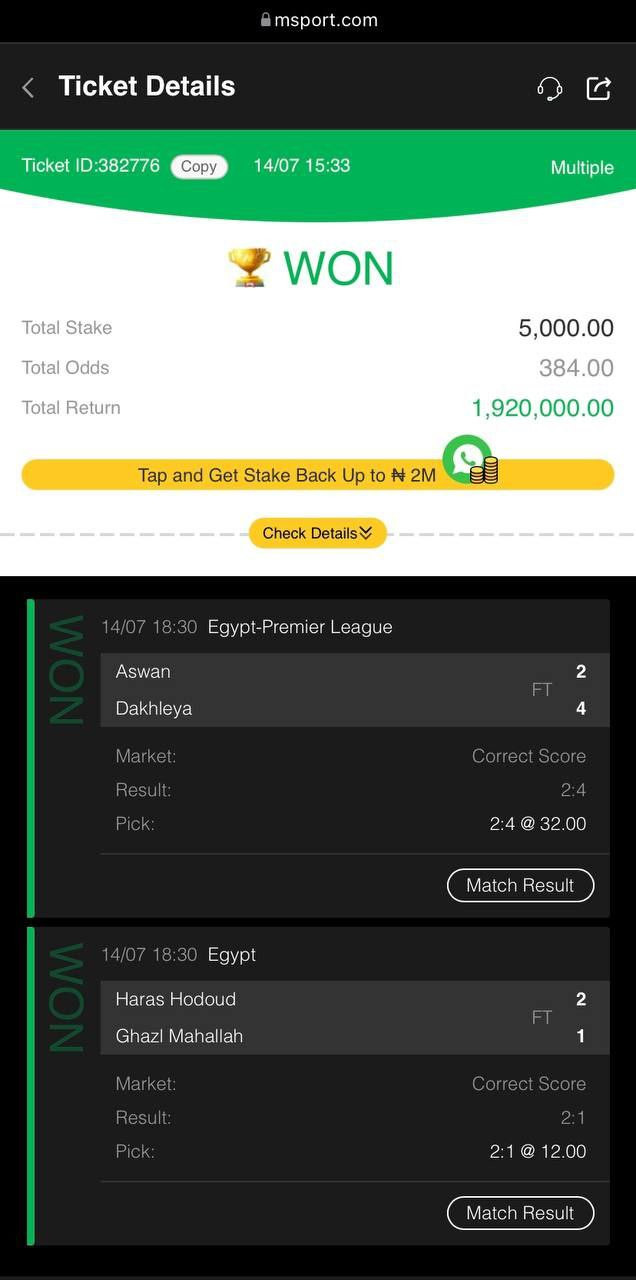 msport.com
Ticket Details
Ticket ID:382776 Copy 14/07 15:33 Multiple
WON
Total Stake 5,000.00
Total Odds 384.00
Total Return 1,920,000.00
Tap and Get Stake Back Up to ₦ 2M
Check Details
WON
14/07 18:30 Egypt-Premier League
Aswan 2
FT
Dakhleya 4
Market: Correct Score
Result: 2:4
Pick: 2:4 @ 32.00
Match Result
WON
14/07 18:30 Egypt
Haras Hodoud 2
FT
Ghazl Mahallah 1
Market: Correct Score
Result: 2:1
Pick: 2:1 @ 12.00
Match Result